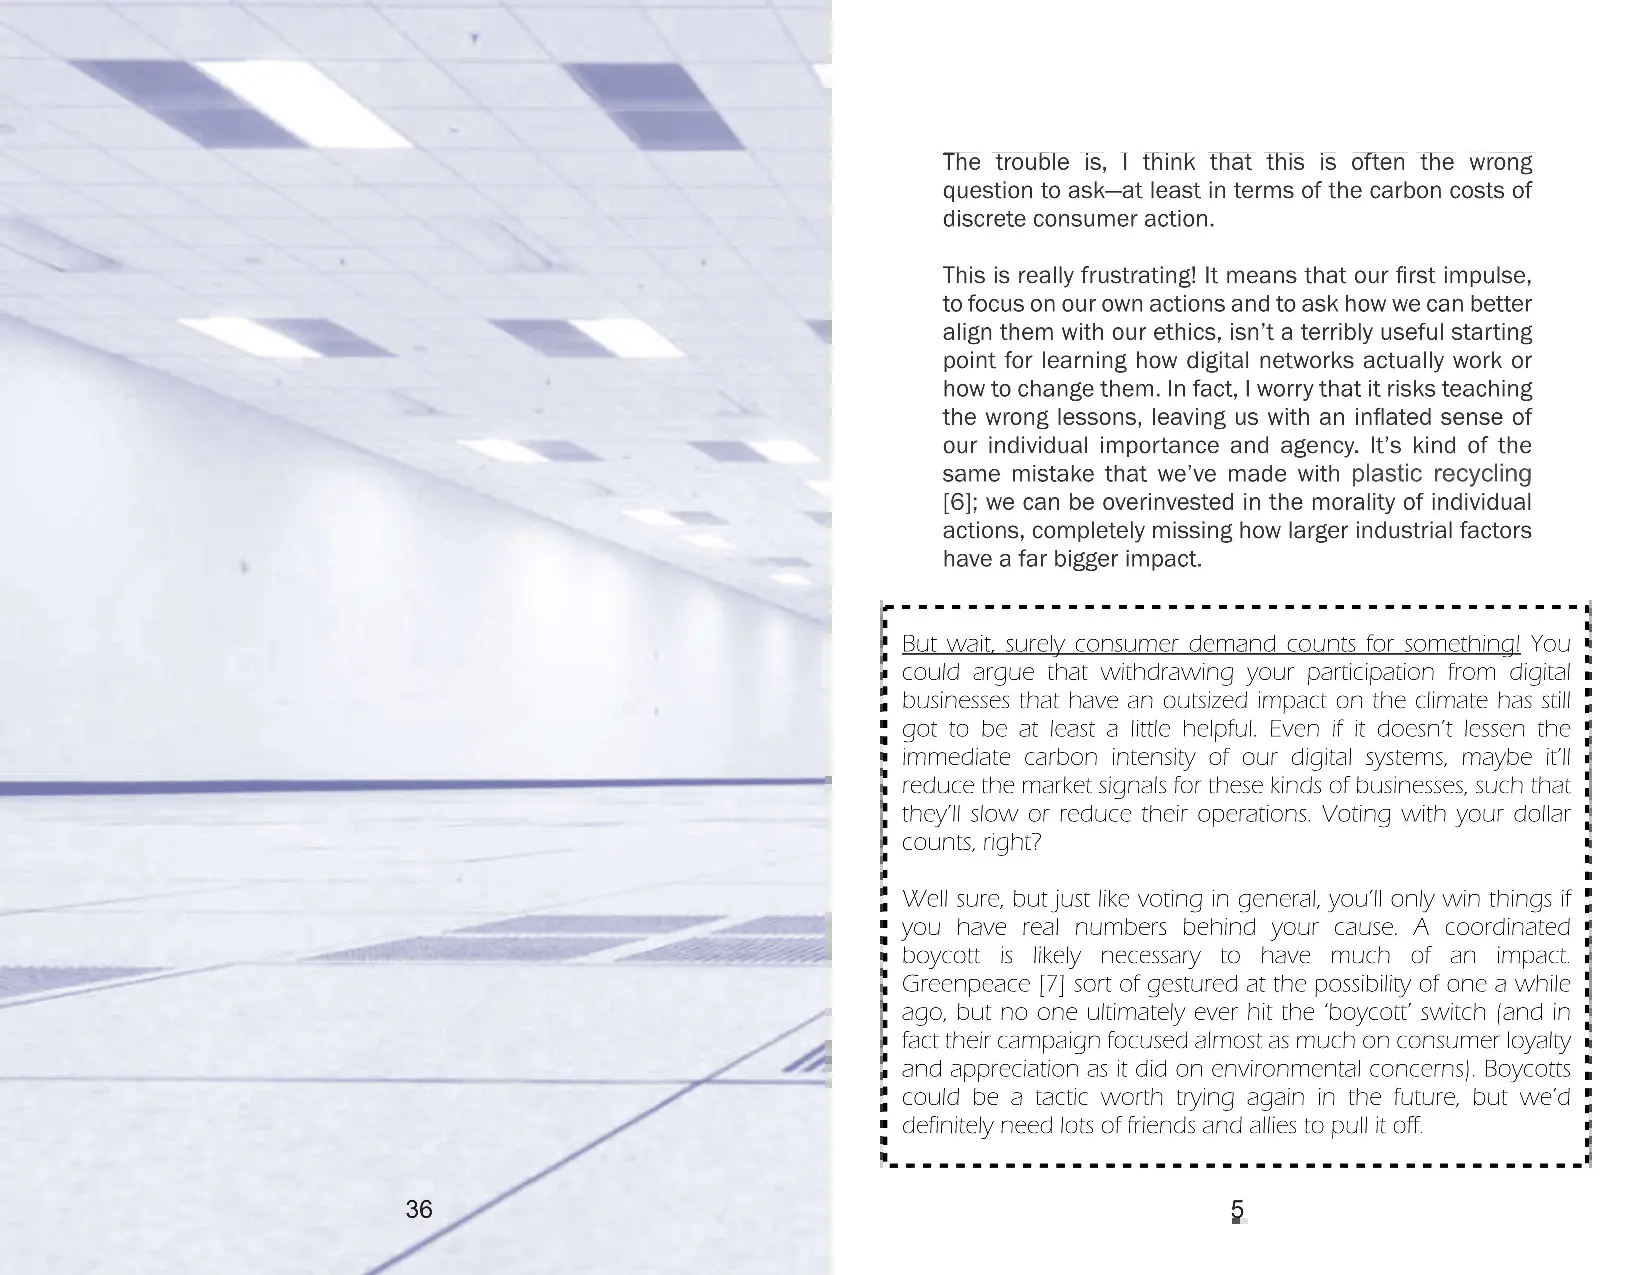 36
The trouble is, I think that this is often the wrong
question to ask—at least in terms of the carbon costs of
discrete consumer action.
This is really frustrating! It means that our first impulse,
to focus on our own actions and to ask how we can better
align them with our ethics, isn't a terribly useful starting
point for learning how digital networks actually work or
how to change them. In fact, I worry that it risks teaching
the wrong lessons, leaving us with an inflated sense of
our individual importance and agency. It's kind of the
same mistake that we've made with plastic recycling
[6]; we can be overinvested in the morality of individual
actions, completely missing how larger industrial factors
have a far bigger impact.
But wait, surely consumer demand counts for something! You
could argue that withdrawing your participation from digital
businesses that have an outsized impact on the climate has still
got to be at least a little helpful. Even if it doesn't lessen the
immediate carbon intensity of our digital systems, maybe it'll
reduce the market signals for these kinds of businesses, such that
they'll slow or reduce their operations. Voting with your dollar
counts, right?
Well sure, but just like voting in general, you'll only win things if
you have real numbers behind your cause. A coordinated
boycott is likely necessary to have much of an impact.
Greenpeace [7] sort of gestured at the possibility of one a while
ago, but no one ultimately ever hit the 'boycott' switch (and in
fact their campaign focused almost as much on consumer loyalty
and appreciation as it did on environmental concerns). Boycotts
could be a tactic worth trying again in the future, but we'd
definitely need lots of friends and allies to pull it off.
5